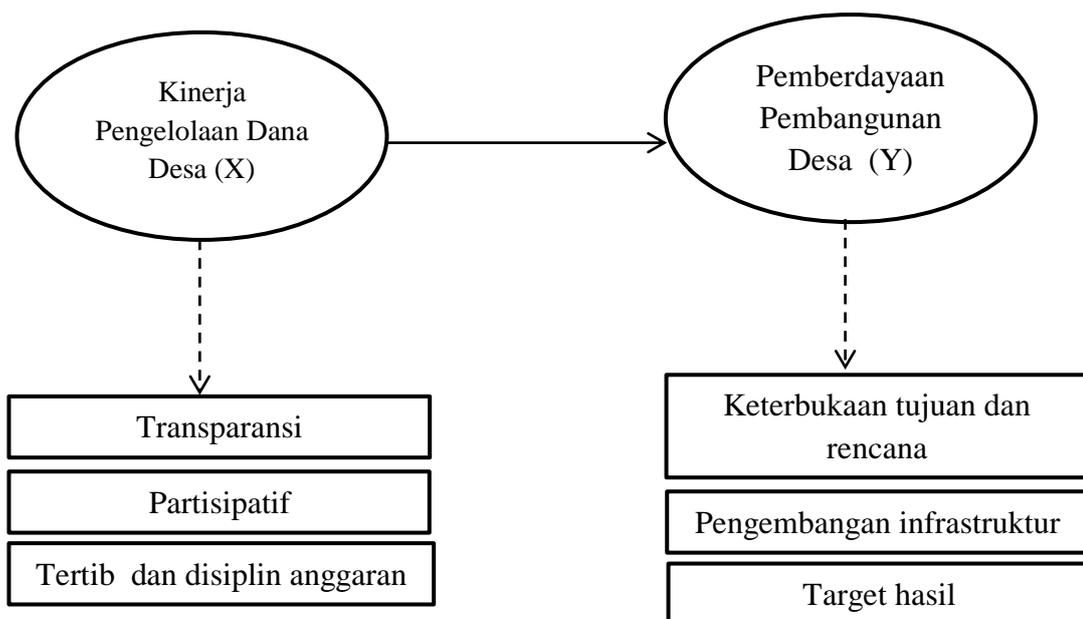 Kinerja
Pengelolaan Dana
Desa (X)
Pemberdayaan
Pembangunan
Desa (Y)
Transparansi
Partisipatif
Tertib dan disiplin anggaran
Keterbukaan tujuan dan
rencana
Pengembangan infrastruktur
Target hasil